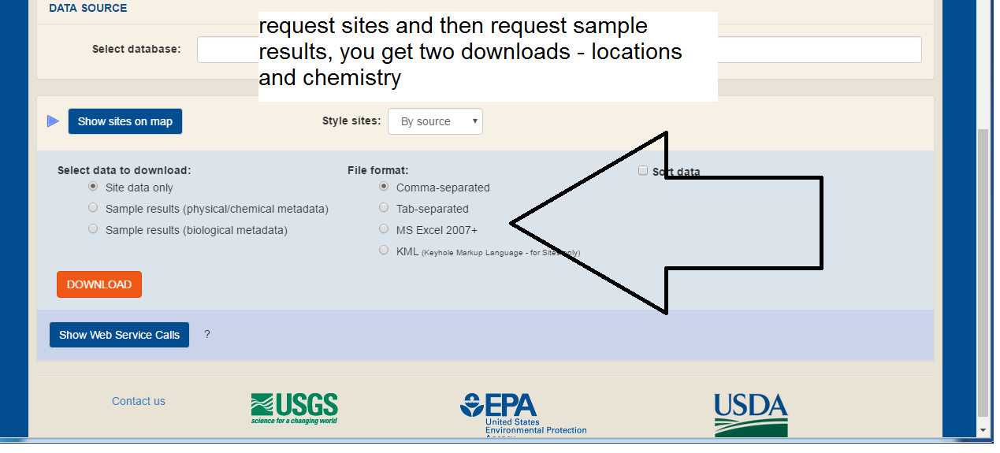 DATA SOURCE
request sites and then request sample
results, you get two downloads - locations
and chemistry
Select database:
Show sites on map
Style sites:
By source
Select data to download:
Site data only
Sample results (physical/chemical metadata)
Sample results (biological metadata)
File format:
Comma-separated
Tab-separated
MS Excel 2007+
KML (Keyhole Markup Language - for Sites only)
Sort data
DOWNLOAD
Show Web Service Calls
?
Contact us
USGS
science for a changing world
EPA
United States
Environmental Protection
Agency
USDA